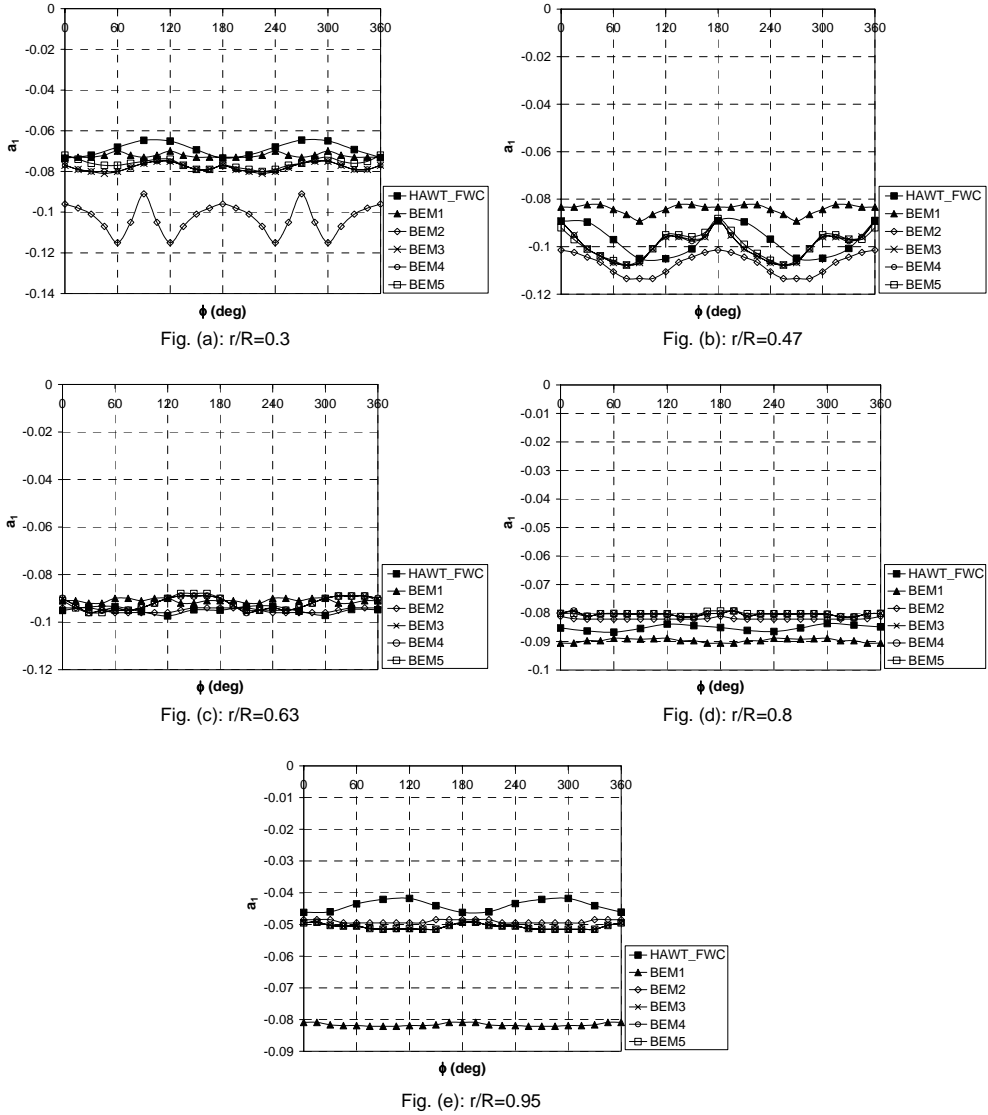 0
-0.02
-0.04
-0.06
-0.08
-0.1
-0.12
-0.14
0 60 120 180 240 300 360
a1
ϕ (deg)
HAWT_FWC
BEM1
BEM2
BEM3
BEM4
BEM5
Fig. (a): r/R=0.3
0
-0.02
-0.04
-0.06
-0.08
-0.1
-0.12
0 60 120 180 240 300 360
a1
ϕ (deg)
HAWT_FWC
BEM1
BEM2
BEM3
BEM4
BEM5
Fig. (b): r/R=0.47
0
-0.02
-0.04
-0.06
-0.08
-0.1
-0.12
0 60 120 180 240 300 360
a1
ϕ (deg)
HAWT_FWC
BEM1
BEM2
BEM3
BEM4
BEM5
Fig. (c): r/R=0.63
0
-0.01
-0.02
-0.03
-0.04
-0.05
-0.06
-0.07
-0.08
-0.09
-0.1
0 60 120 180 240 300 360
a1
ϕ (deg)
HAWT_FWC
BEM1
BEM2
BEM3
BEM4
BEM5
Fig. (d): r/R=0.8
0
-0.01
-0.02
-0.03
-0.04
-0.05
-0.06
-0.07
-0.08
-0.09
0 60 120 180 240 300 360
a1
ϕ (deg)
HAWT_FWC
BEM1
BEM2
BEM3
BEM4
BEM5
Fig. (e): r/R=0.95